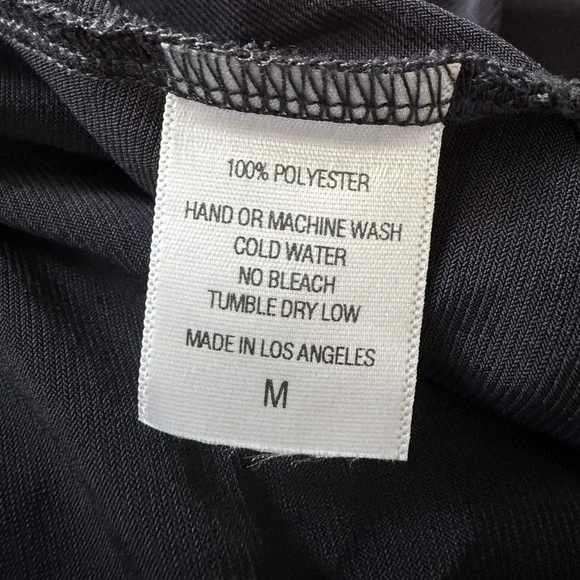 100% POLYESTER
HAND OR MACHINE WASH
COLD WATER
NO BLEACH
TUMBLE DRY LOW
MADE IN LOS ANGELES
M